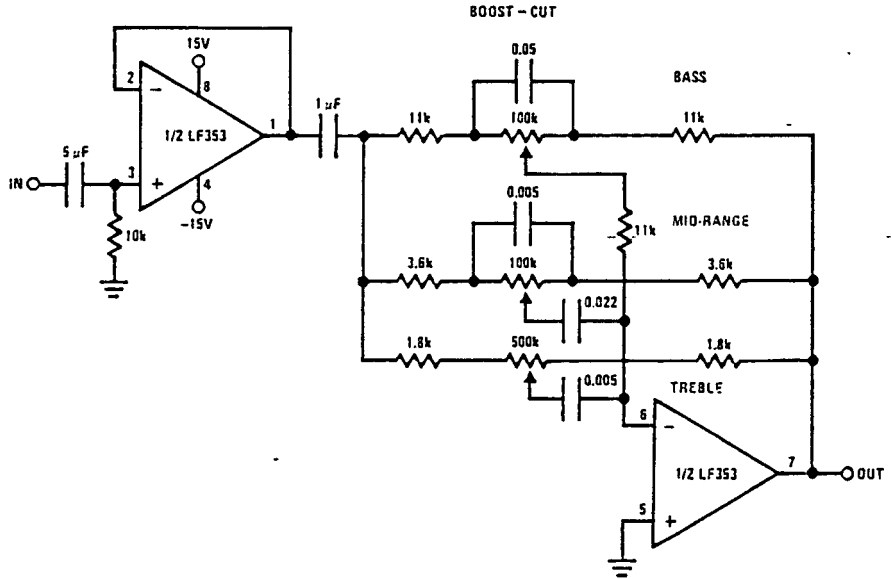 BOOST – CUT
15V
0.05
BASS
2
8
1 µF
11k
100k
11k
1/2 LF353
1
5 µF
3
IN
4
0.005
10k
-15V
11k
MID-RANGE
3.6k
100k
3.6k
0.022
1.8k
500k
1.8k
0.005
TREBLE
6
1/2 LF353
7
OUT
5